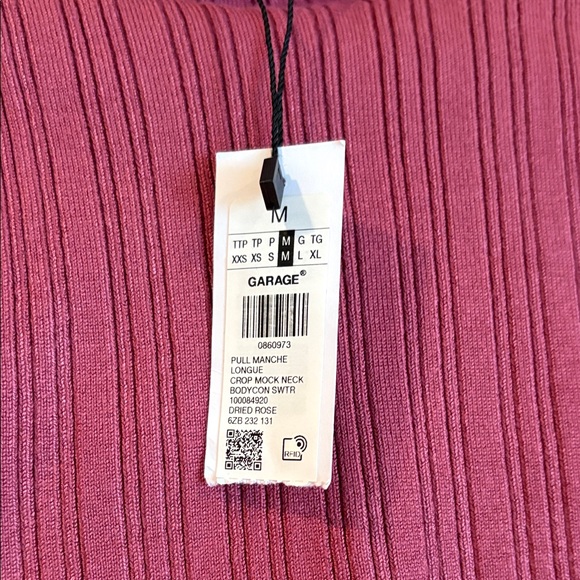 M
TTP TP P M G TG
XXS XS S M L XL
GARAGE®
0860973
PULL MANCHE
LONGUE
CROP MOCK NECK
BODYCON SWTR
100084920
DRIED ROSE
6ZB 232 131
RFID